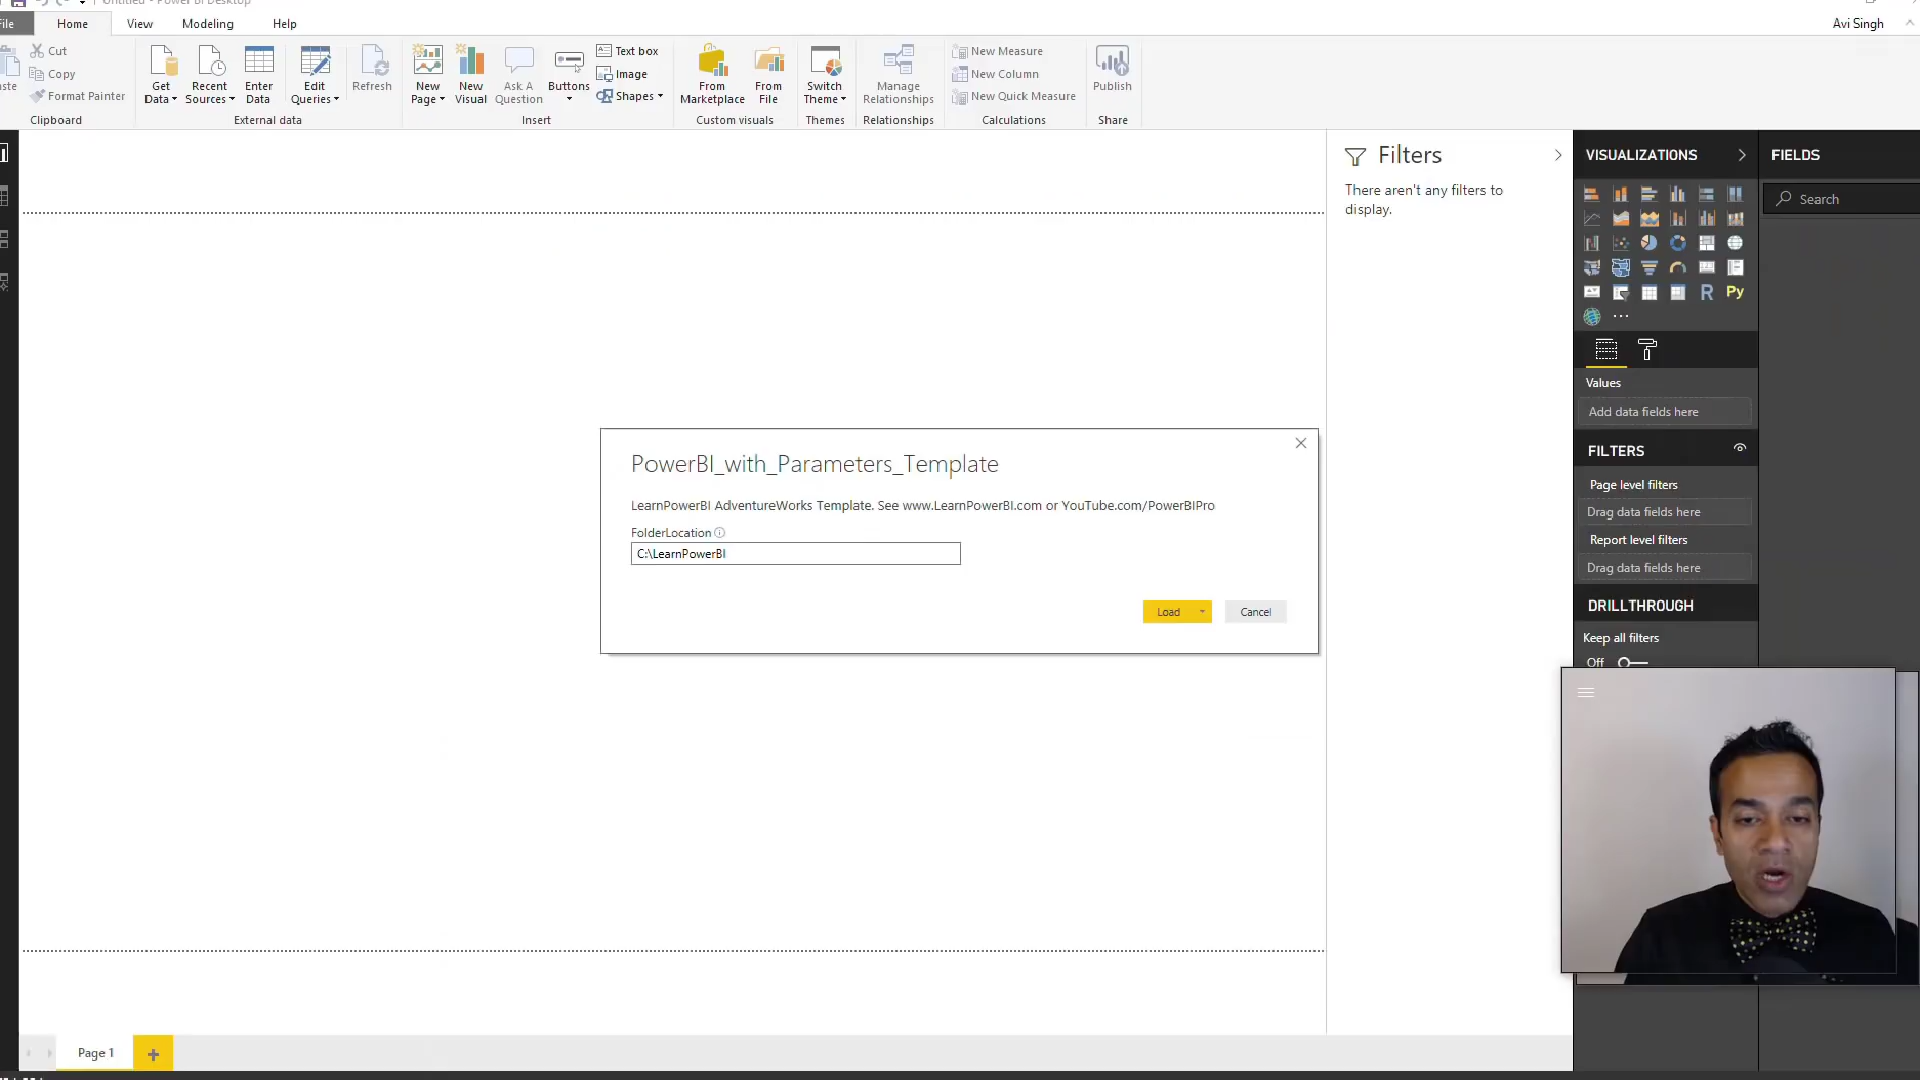 Untitled - Power BI Desktop
File
Home
View
Modeling
Help
Avi Singh
Cut
Copy
Format Painter
Clipboard
Get Data
Recent Sources
Enter Data
Edit Queries
Refresh
External data
New Page
New Visual
Ask A Question
Buttons
Text box
Image
Shapes
Insert
From Marketplace
From File
Custom visuals
Switch Theme
Themes
Manage Relationships
Relationships
New Measure
New Column
New Quick Measure
Calculations
Publish
Share
Filters
There aren't any filters to
display.
VISUALIZATIONS
FIELDS
Search
R
Py
Values
Add data fields here
FILTERS
Page level filters
Drag data fields here
Report level filters
Drag data fields here
DRILLTHROUGH
Keep all filters
Off
PowerBI_with_Parameters_Template
LearnPowerBI AdventureWorks Template. See www.LearnPowerBI.com or YouTube.com/PowerBIPro
FolderLocation
C:\LearnPowerBI
Load
Cancel
Page 1